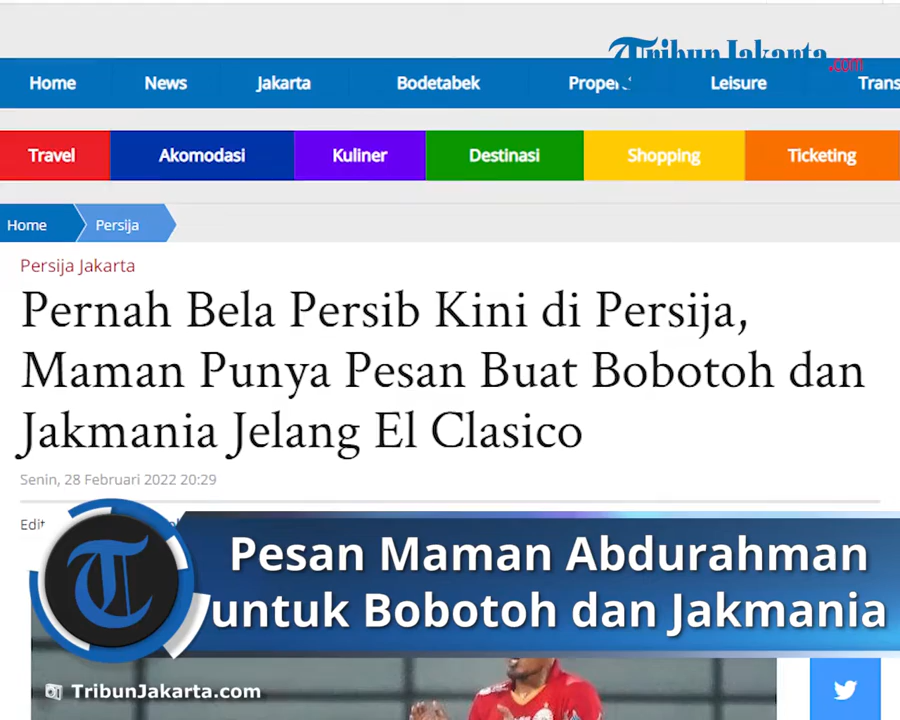 TribunJakarta
.com
Home News Jakarta Bodetabek Leisure
Travel Akomodasi Kuliner Destinasi Shopping Ticketing
Home Persija
Persija Jakarta
Pernah Bela Persib Kini di Persija,
Maman Punya Pesan Buat Bobotoh dan
Jakmania Jelang El Clasico
Senin, 28 Februari 2022 20:29
Pesan Maman Abdurahman
untuk Bobotoh dan Jakmania
TribunJakarta.com